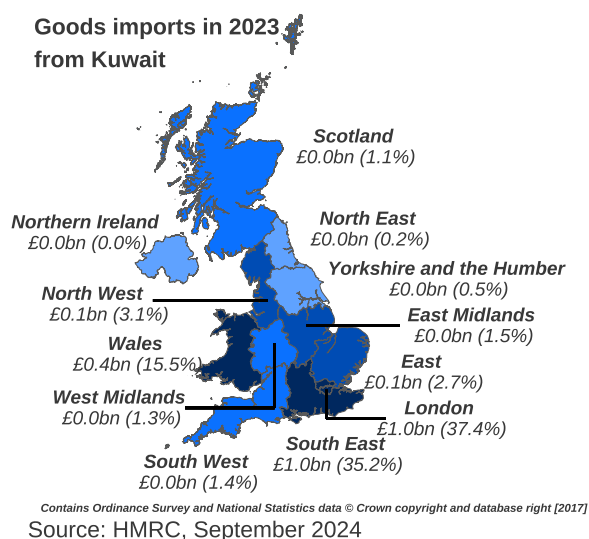 Goods imports in 2023
from Kuwait
Scotland
£0.0bn (1.1%)
Northern Ireland
£0.0bn (0.0%)
North East
£0.0bn (0.2%)
Yorkshire and the Humber
£0.0bn (0.5%)
North West
£0.1bn (3.1%)
East Midlands
£0.0bn (1.5%)
Wales
£0.4bn (15.5%)
East
£0.1bn (2.7%)
West Midlands
£0.0bn (1.3%)
London
£1.0bn (37.4%)
South East
£1.0bn (35.2%)
South West
£0.0bn (1.4%)
Contains Ordinance Survey and National Statistics data © Crown copyright and database right [2017]
Source: HMRC, September 2024